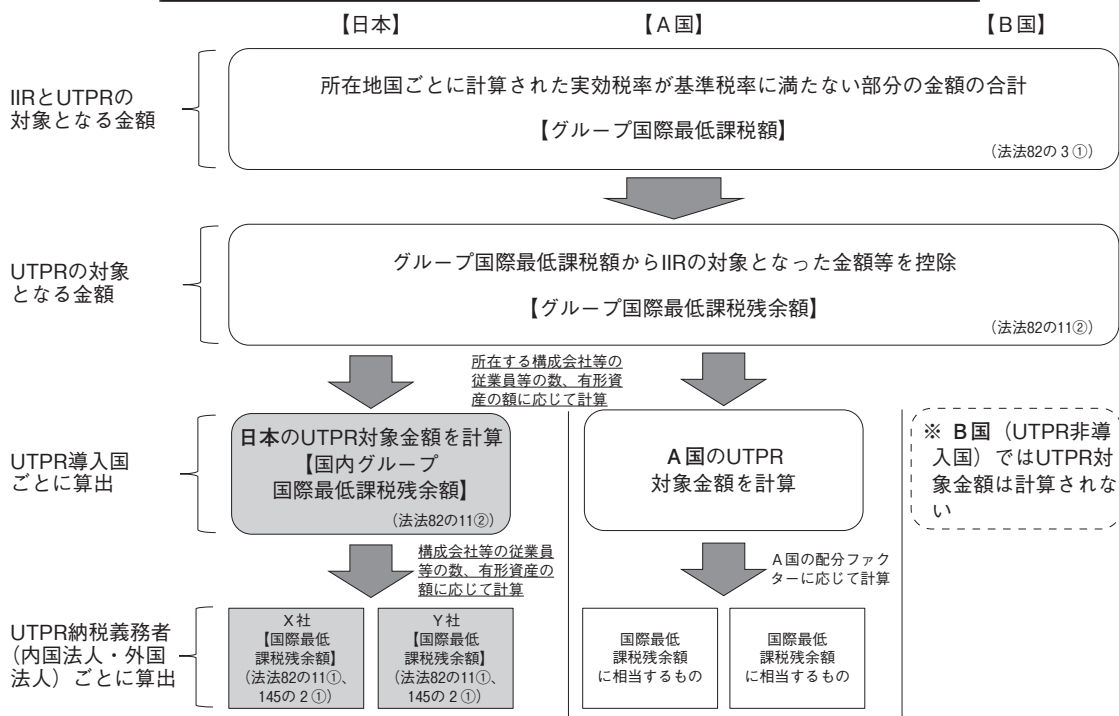 【日本】
【A国】
【B国】
IIRとUTPRの
対象となる金額
所在地国ごとに計算された実効税率が基準税率に満たない部分の金額の合計
【グループ国際最低課税額】
（法法82の3①）
UTPRの対象
となる金額
グループ国際最低課税額からIIRの対象となった金額等を控除
【グループ国際最低課税残余額】
（法法82の11②）
所在する構成会社等の
従業員等の数、有形資
産の額に応じて計算
UTPR導入国
ごとに算出
日本のUTPR対象金額を計算
【国内グループ
国際最低課税残余額】
（法法82の11②）
A国のUTPR
対象金額を計算
※ B国（UTPR非導
入国）ではUTPR対
象金額は計算されな
い
構成会社等の従業員
等の数、有形資産の
額に応じて計算
A国の配分ファク
ターに応じて計算
UTPR納税義務者
（内国法人・外国
法人）ごとに算出
X社
【国際最低
課税残余額】
（法法82の11①、
145の2①）
Y社
【国際最低
課税残余額】
（法法82の11①、
145の2①）
国際最低
課税残余額
に相当するもの
国際最低
課税残余額
に相当するもの